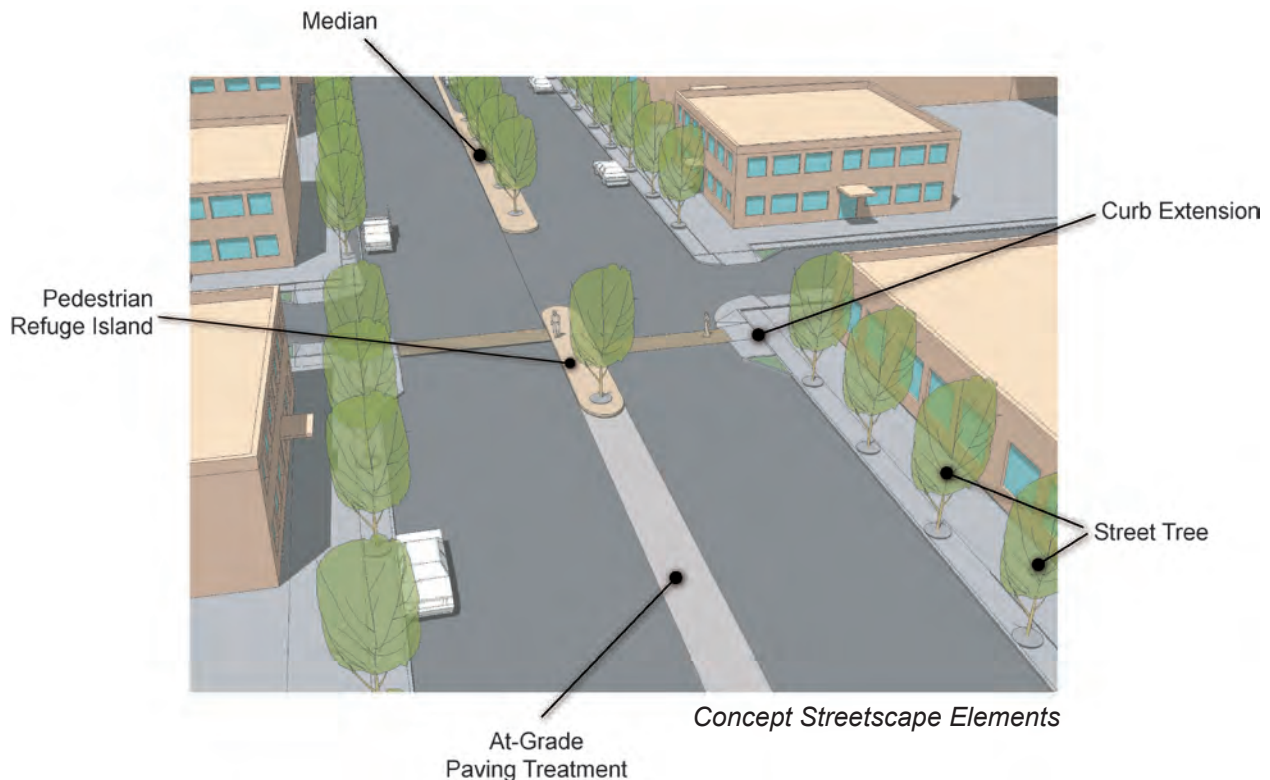 Median
Curb Extension
Pedestrian
Refuge Island
Street Tree
Concept Streetscape Elements
At-Grade
Paving Treatment